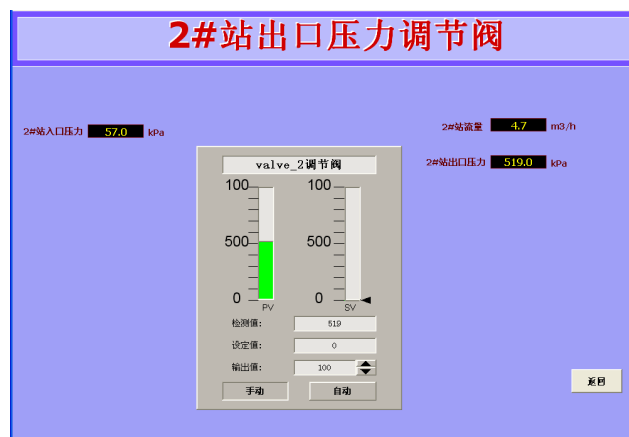 2#站出口压力调节阀
2#站入口压力 57.0 kPa
2#站流量 4.7 m3/h
2#站出口压力 519.0 kPa
valve_2调节阀
100 100
500 500
0 0
PV SV
检测值: 519
设定值: 0
输出值: 100
手动 自动
返回